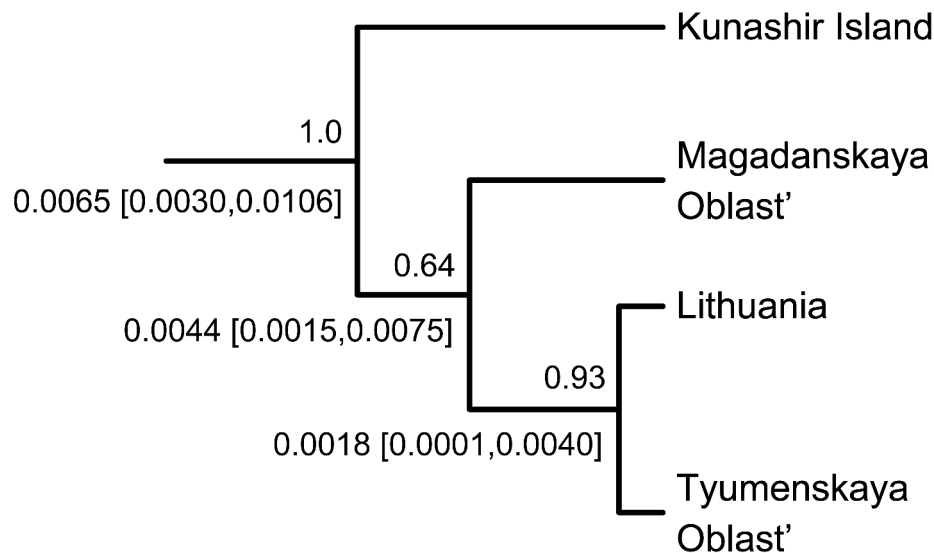 Kunashir Island
1.0
Magadanskaya
Oblast’
0.0065 [0.0030,0.0106]
0.64
Lithuania
0.0044 [0.0015,0.0075]
0.93
0.0018 [0.0001,0.0040]
Tyumenskaya
Oblast’